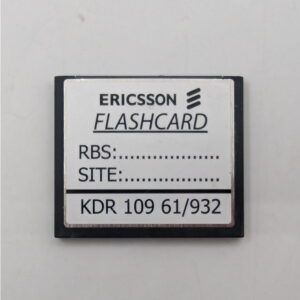 ERICSSON
FLASHCARD
RBS:...................
SITE:..................
KDR 109 61/932